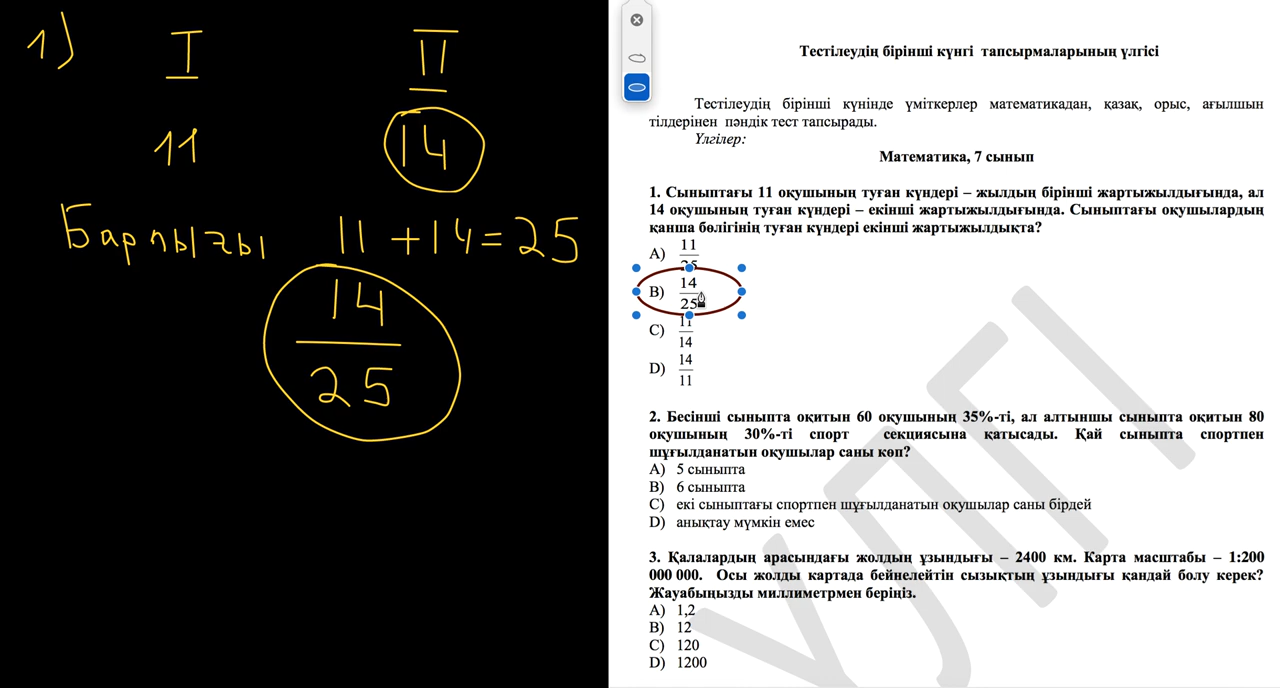 1) I II
11 14
Барлығы 11 + 14 = 25
14
25
Тестілеудің бірінші күнгі тапсырмаларының үлгісі
Тестілеудің бірінші күнінде үміткерлер математикадан, қазақ, орыс, ағылшын
тілдерінен пәндік тест тапсырады.
Үлгілер:
Математика, 7 сынып
1. Сыныптағы 11 оқушының туған күндері – жылдың бірінші жартыжылдығында, ал
14 оқушының туған күндері – екінші жартыжылдығында. Сыныптағы оқушылардың
қанша бөлігінің туған күндері екінші жартыжылдықта?
A) 11
25
B) 14
25
C) 11
14
D) 14
11
2. Бесінші сыныпта оқитын 60 оқушының 35%-ті, ал алтыншы сыныпта оқитын 80
оқушының 30%-ті спорт секциясына қатысады. Қай сыныпта спортпен
шұғылданатын оқушылар саны көп?
A) 5 сыныпта
B) 6 сыныпта
C) екі сыныптағы спортпен шұғылданатын оқушылар саны бірдей
D) анықтау мүмкін емес
3. Қалалардың арасындағы жолдың ұзындығы – 2400 км. Карта масштабы – 1:200
000 000. Осы жолды картада бейнелейтін сызықтың ұзындығы қандай болу керек?
Жауабыңызды миллиметрмен беріңіз.
A) 1,2
B) 12
C) 120
D) 1200
ҮЛГІ